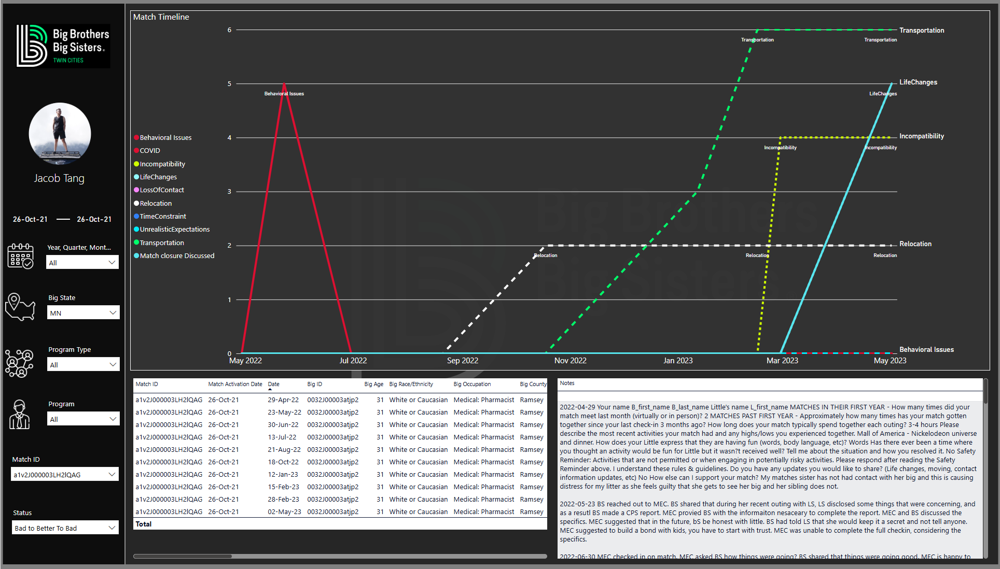 Big Brothers
Big Sisters.
TWIN CITIES
Jacob Tang
26-Oct-21 — 26-Oct-21
Year, Quarter, Mont...
All
Big State
MN
Program Type
All
Program
All
Match ID
a1v2J000003LH2lQAG
Status
Bad to Better To Bad
Match Timeline
Behavioral Issues
COVID
Incompatibility
LifeChanges
LossOfContact
Relocation
TimeConstraint
UnrealisticExpectations
Transportation
Match closure Discussed
6
5
4
3
2
1
0
Transportation
Transportation
Transportation
Behavioral Issues
LifeChanges
LifeChanges
Incompatibility
Incompatibility
Incompatibility
Relocation
Relocation
Relocation
Relocation
Behavioral Issues
Big Brothers
Big Sisters.
May 2022 Jul 2022 Sep 2022 Nov 2022 Jan 2023 Mar 2023 May 2023
Match ID Match Activation Date Date Big ID Big Age Big Race/Ethnicity Big Occupation Big County
a1v2J000003LH2lQAG 26-Oct-21 29-Apr-22 0032J00003atjp2 31 White or Caucasian Medical: Pharmacist Ramsey
a1v2J000003LH2lQAG 26-Oct-21 23-May-22 0032J00003atjp2 31 White or Caucasian Medical: Pharmacist Ramsey
a1v2J000003LH2lQAG 26-Oct-21 30-Jun-22 0032J00003atjp2 31 White or Caucasian Medical: Pharmacist Ramsey
a1v2J000003LH2lQAG 26-Oct-21 13-Jul-22 0032J00003atjp2 31 White or Caucasian Medical: Pharmacist Ramsey
a1v2J000003LH2lQAG 26-Oct-21 21-Aug-22 0032J00003atjp2 31 White or Caucasian Medical: Pharmacist Ramsey
a1v2J000003LH2lQAG 26-Oct-21 18-Oct-22 0032J00003atjp2 31 White or Caucasian Medical: Pharmacist Ramsey
a1v2J000003LH2lQAG 26-Oct-21 12-Jan-23 0032J00003atjp2 31 White or Caucasian Medical: Pharmacist Ramsey
a1v2J000003LH2lQAG 26-Oct-21 15-Feb-23 0032J00003atjp2 31 White or Caucasian Medical: Pharmacist Ramsey
a1v2J000003LH2lQAG 26-Oct-21 28-Feb-23 0032J00003atjp2 31 White or Caucasian Medical: Pharmacist Ramsey
a1v2J000003LH2lQAG 26-Oct-21 02-May-23 0032J00003atjp2 31 White or Caucasian Medical: Pharmacist Ramsey
Total
Notes
2022-04-29 Your name B_first_name B_last_name Little's name L_first_name MATCHES IN THEIR FIRST YEAR - How many times did your
match meet last month (virtually or in person)? 2 MATCHES PAST FIRST YEAR - Approximately how many times has your match gotten
together since your last check-in 3 months ago? How long does your match typically spend together each outing? 3-4 hours Please
describe the most recent activities your match had and any highs/lows you experienced together. Mall of America - Nickelodeon universe
and dinner. How does your Little express that they are having fun (words, body language, etc)? Words Has there ever been a time where
you thought an activity would be fun for Little but it wasn?t received well? Tell me about the situation and how you resolved it. No Safety
Reminder: Activities that are not permitted or when engaging in potentially risky activities. Please respond after reading the Safety
Reminder above. I understand these rules & guidelines. Do you have any updates you would like to share? (Life changes, moving, contact
information updates, etc) No How else can I support your match? My matches sister has not had contact with her big and this is causing
distress for my litter as she feels guilty that she gets to see her big and her sibling does not.
2022-05-23 BS reached out to MEC. BS shared that during her recent outing with LS, LS disclosed some things that were concerning, and
as a resutl BS made a CPS report. MEC provied BS with the informaiton nesaceary to complete the report. MEC and BS discussed the
specifics. MEC suggested that in the future, bS be honest with little. BS had told LS that she would keep it a secret and not tell anyone.
MEC suggested to build a bond with kids, you have to start with trust. MEC was unable to complete the full checkin, considering the
specifics.
2022-06-30 MEC checked in on match. MEC asked BS how things were going? BS shared that things were going good. MEC is happy to